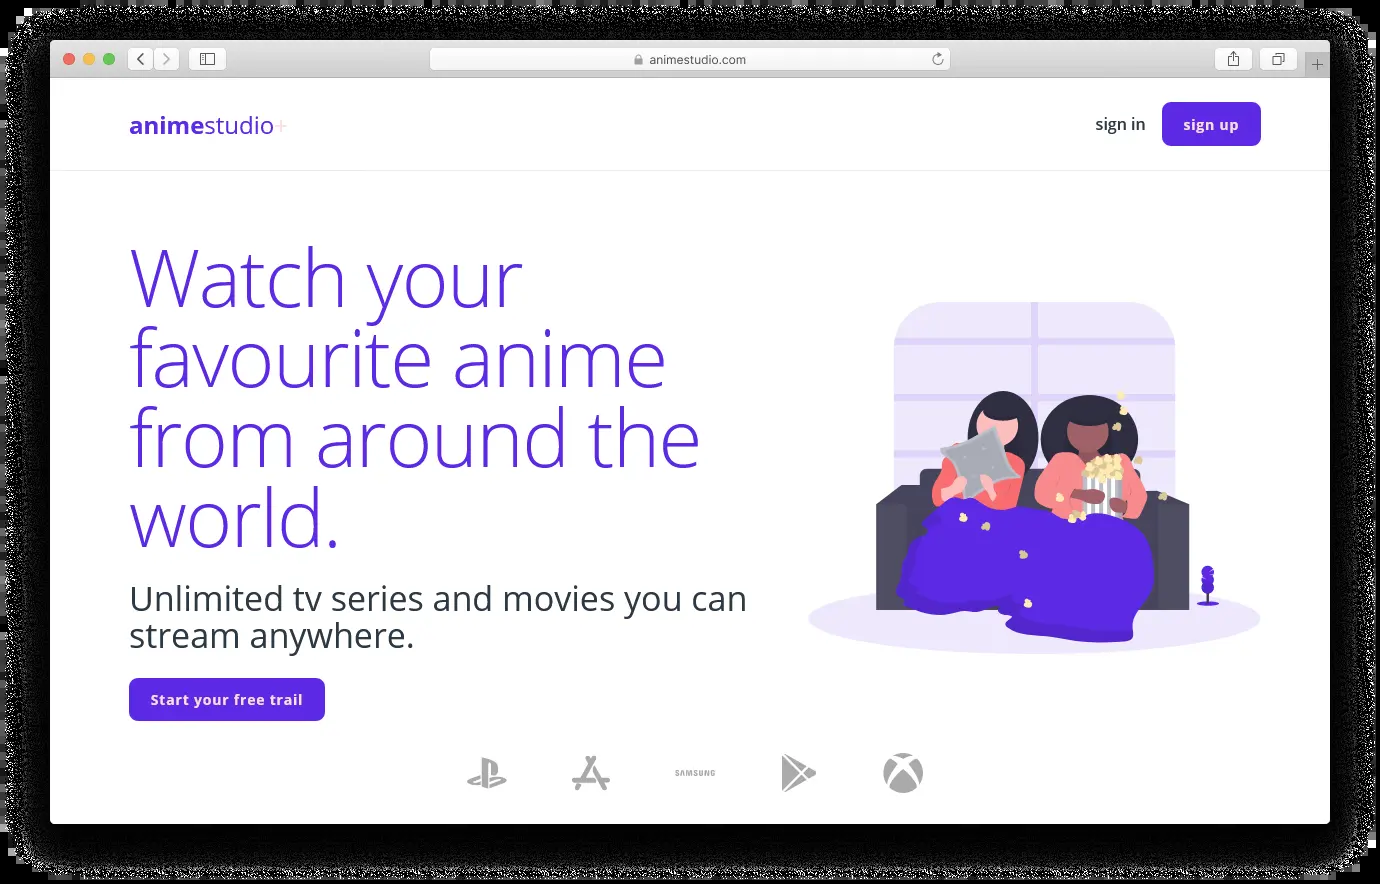 animestudio.com
animestudio+
sign in
sign up
Watch your
favourite anime
from around the
world.
Unlimited tv series and movies you can
stream anywhere.
Start your free trail
SAMSUNG